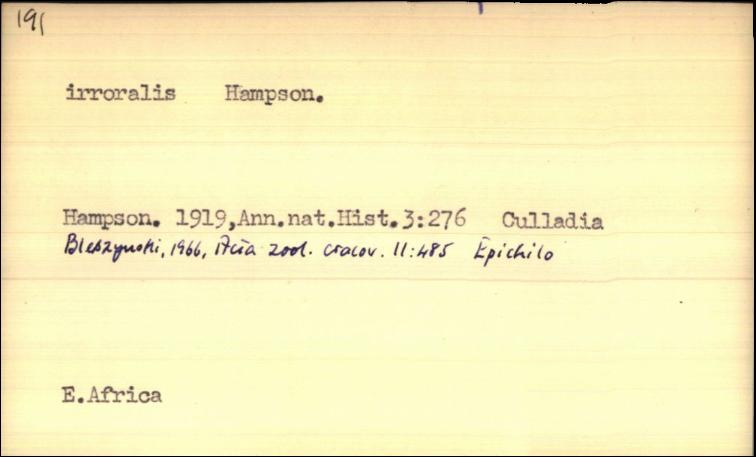 191
irroralis Hampson.
Hampson. 1919,Ann.nat.Hist.3:276 Culladia
Bleszynski, 1966, Acta zool. cracov. 11:485 Epichilo
E.Africa